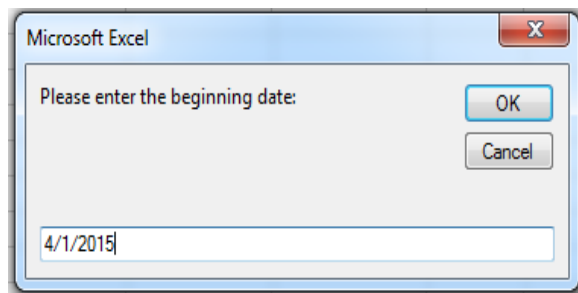 Microsoft Excel
Please enter the beginning date:
OK
Cancel
4/1/2015